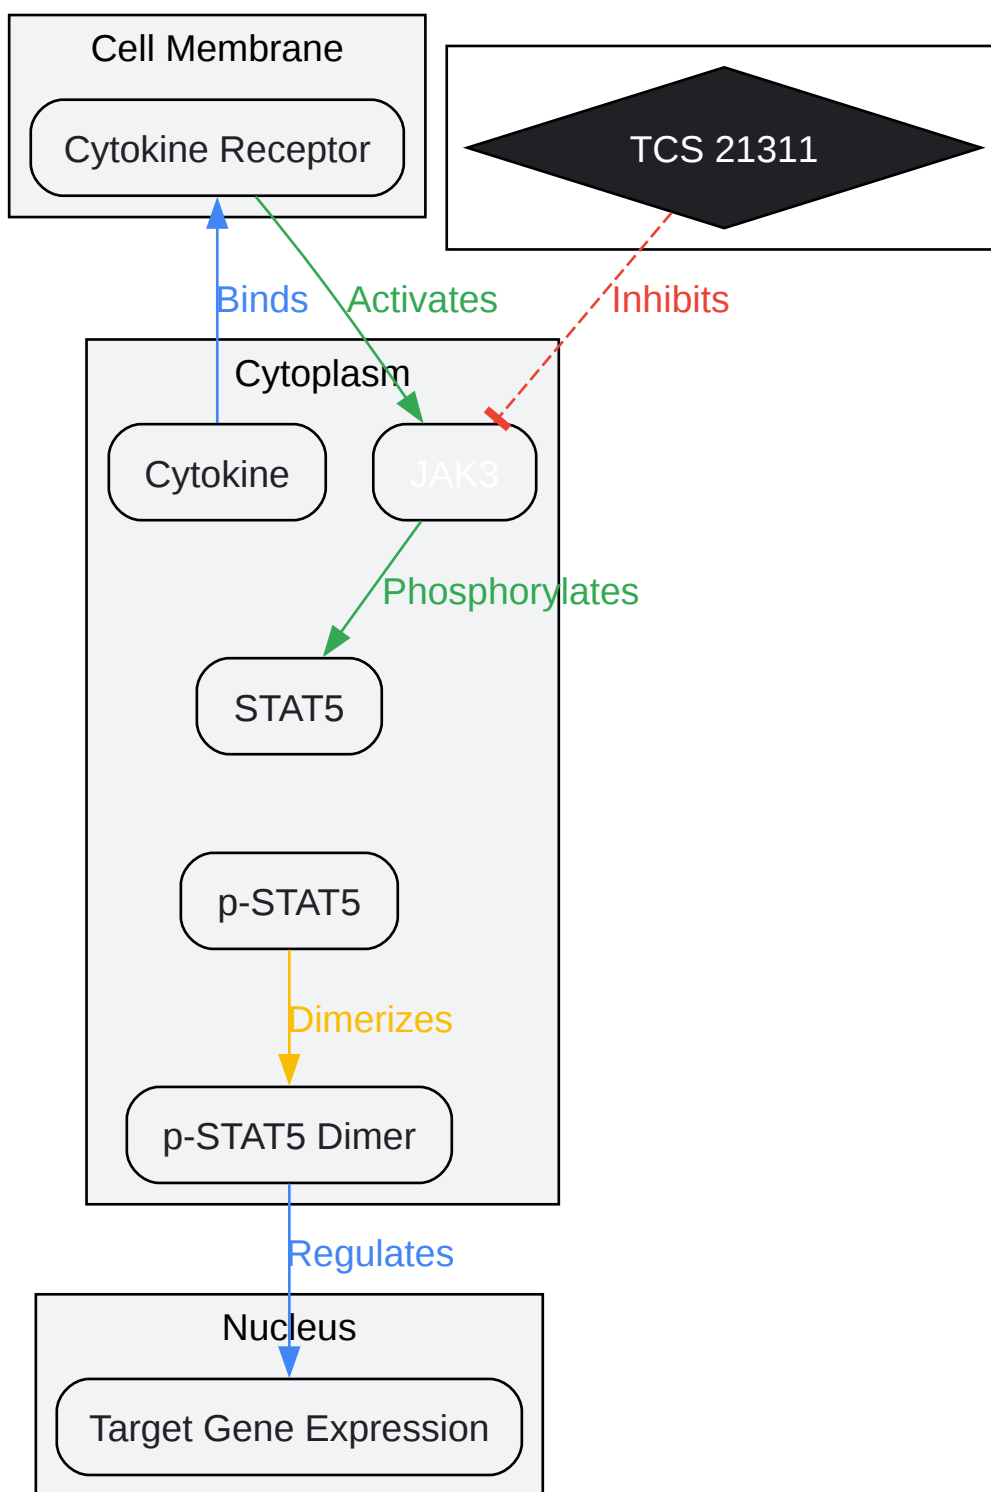 Cell Membrane
Cytokine Receptor
TCS 21311
Binds
Activates
Inhibits
Cytoplasm
Cytokine
JAK3
Phosphorylates
STAT5
p-STAT5
Dimerizes
p-STAT5 Dimer
Regulates
Nucleus
Target Gene Expression